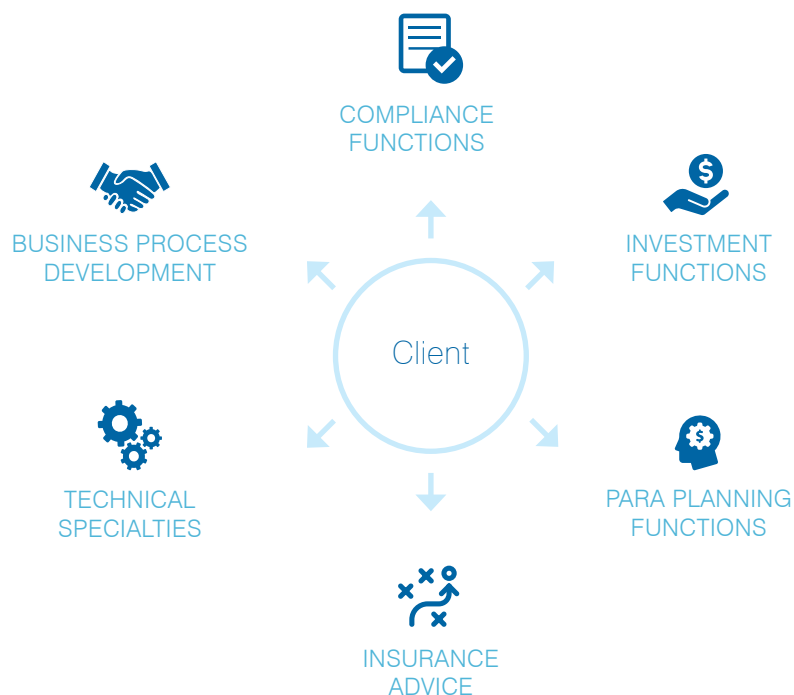 COMPLIANCE
FUNCTIONS
BUSINESS PROCESS
DEVELOPMENT
$
INVESTMENT
FUNCTIONS
Client
TECHNICAL
SPECIALTIES
$
PARA PLANNING
FUNCTIONS
INSURANCE
ADVICE